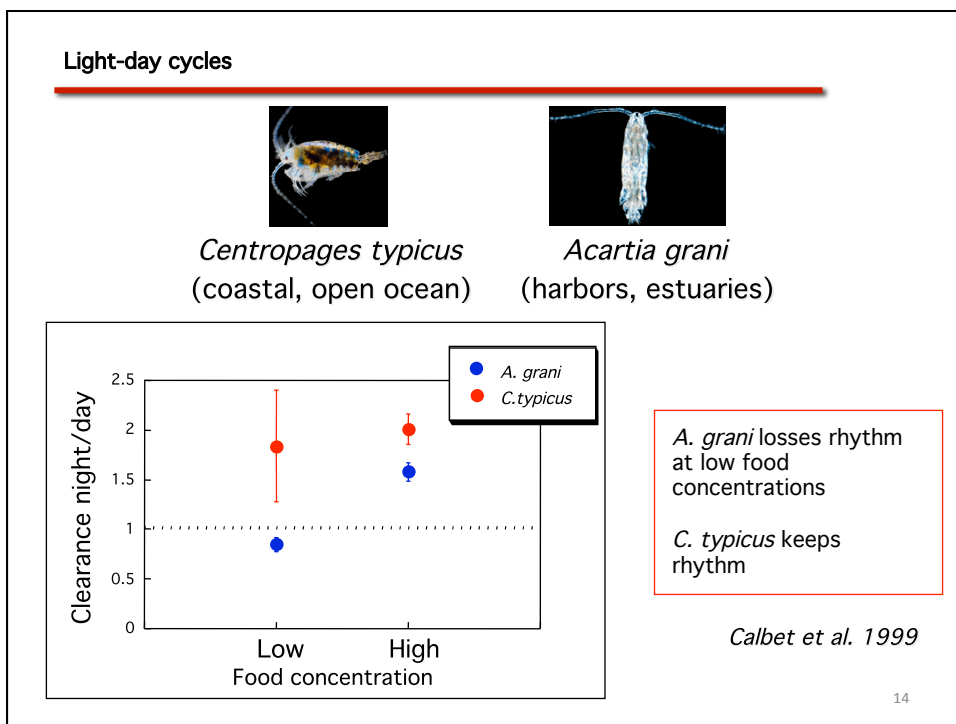 Light-day cycles
Centropages typicus
(coastal, open ocean)
Acartia grani
(harbors, estuaries)
A. grani
C.typicus
2.5
2
1.5
1
0.5
0
Clearance night/day
Low
High
Food concentration
A. grani losses rhythm
at low food
concentrations
C. typicus keeps
rhythm
Calbet et al. 1999
14